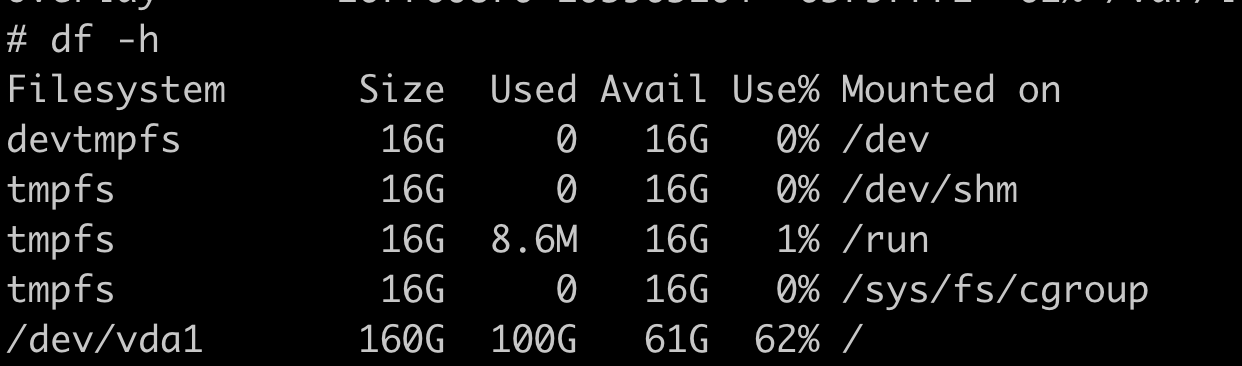 # df -h
Filesystem Size Used Avail Use% Mounted on
devtmpfs 16G 0 16G 0% /dev
tmpfs 16G 0 16G 0% /dev/shm
tmpfs 16G 8.6M 16G 1% /run
tmpfs 16G 0 16G 0% /sys/fs/cgroup
/dev/vda1 160G 100G 61G 62% /